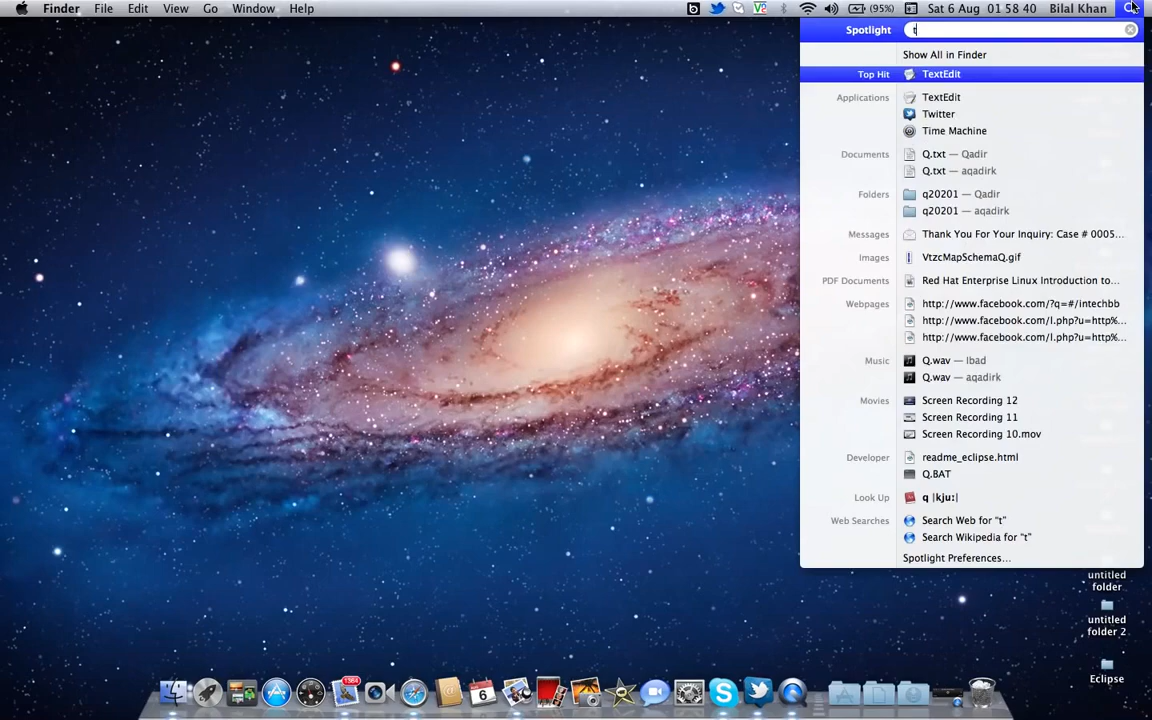 Finder File Edit View Go Window Help (95%) Sat 6 Aug 01 58 40 Bilal Khan
Spotlight t
Show All in Finder
Top Hit TextEdit
Applications TextEdit
Twitter
Time Machine
Documents Q.txt — Qadir
Q.txt — aqadirk
Folders q20201 — Qadir
q20201 — aqadirk
Messages Thank You For Your Inquiry: Case # 0005...
Images VtzcMapSchemaQ.gif
PDF Documents Red Hat Enterprise Linux Introduction to...
Webpages http://www.facebook.com/?q=#/intechbb
http://www.facebook.com/l.php?u=http%...
http://www.facebook.com/l.php?u=http%...
Music Q.wav — Ibad
Q.wav — aqadirk
Movies Screen Recording 12
Screen Recording 11
Screen Recording 10.mov
Developer readme_eclipse.html
Q.BAT
Look Up q |kjuː|
Web Searches Search Web for “t”
Search Wikipedia for “t”
Spotlight Preferences...
untitled
folder
untitled
folder 2
Eclipse
1364
6